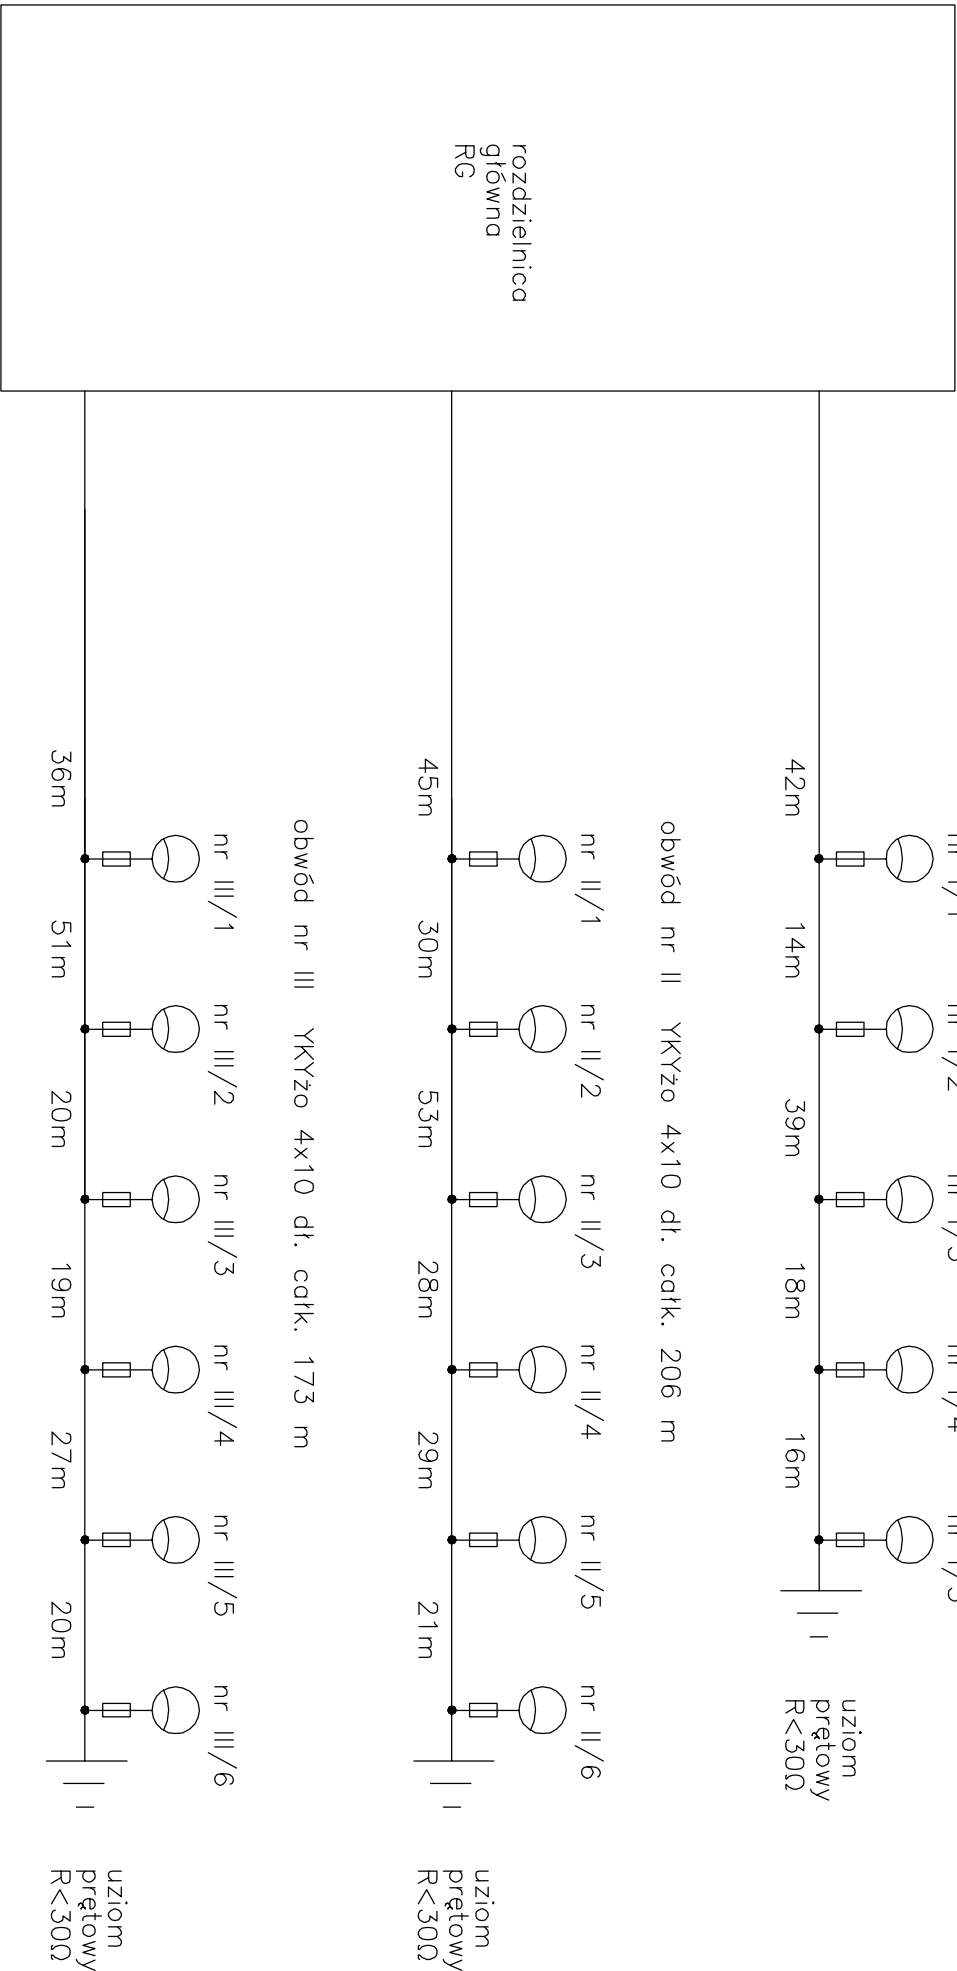 rozdzielnica
główna
RG
42m
14m
39m
18m
16m
uziom
prętowy
R<30Ω
obwód nr II YKYżo 4x10 dł. całk. 206 m
nr II/1
nr II/2
nr II/3
nr II/4
nr II/5
nr II/6
45m
30m
53m
28m
29m
21m
uziom
prętowy
R<30Ω
obwód nr III YKYżo 4x10 dł. całk. 173 m
nr III/1
nr III/2
nr III/3
nr III/4
nr III/5
nr III/6
36m
51m
20m
19m
27m
20m
uziom
prętowy
R<30Ω